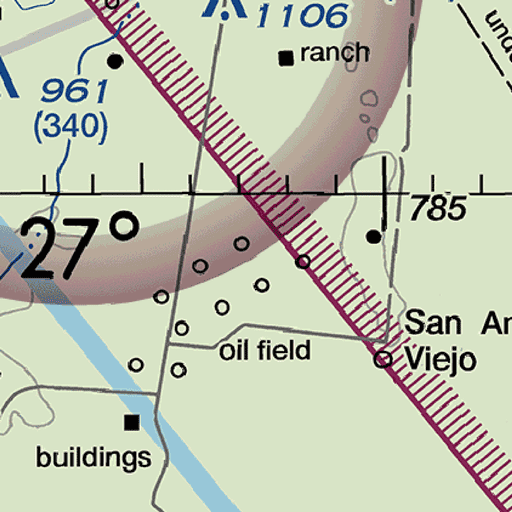 1106
ranch
961
(340)
785
27°
San An
Viejo
oil field
buildings